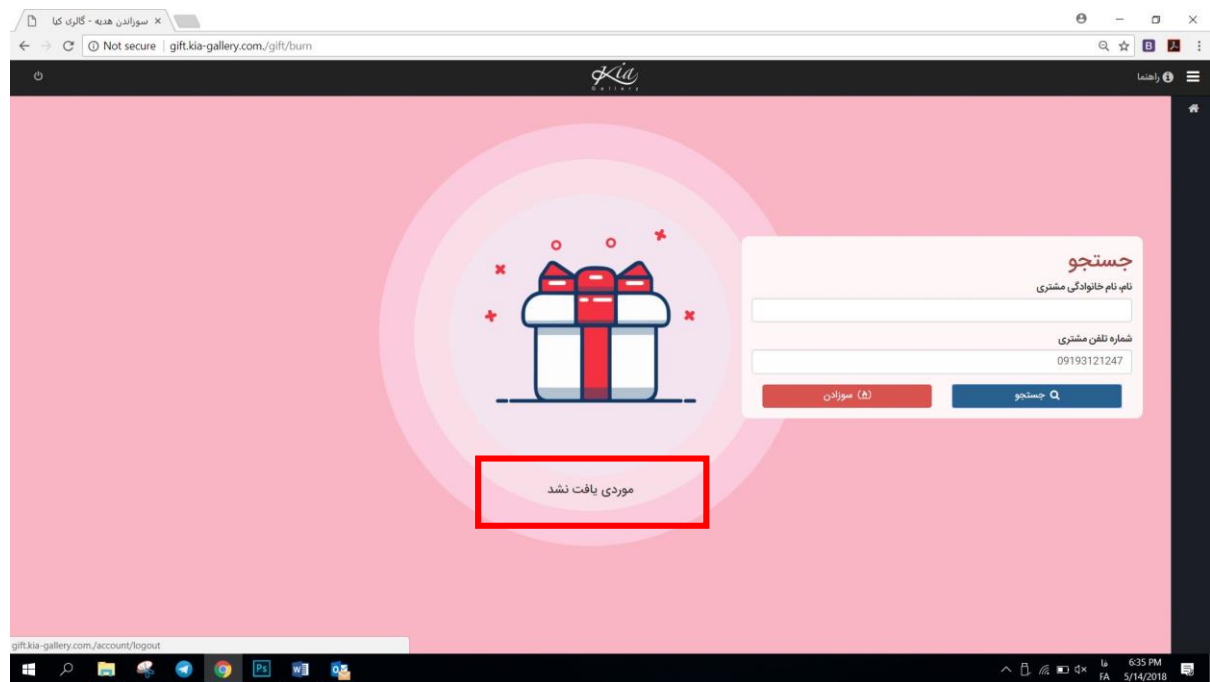 سوزاندن هدیه - گالری کیا
Not secure | gift.kia-gallery.com./gift/burn
Kia
Gallery
راهنما
جستجو
نام، نام خانوادگی مشتری
شماره تلفن مشتری
09193121247
جستجو
سوزادن (۸)
موردی یافت نشد
gift.kia-gallery.com./account/logout
فا
FA
6:35 PM
5/14/2018